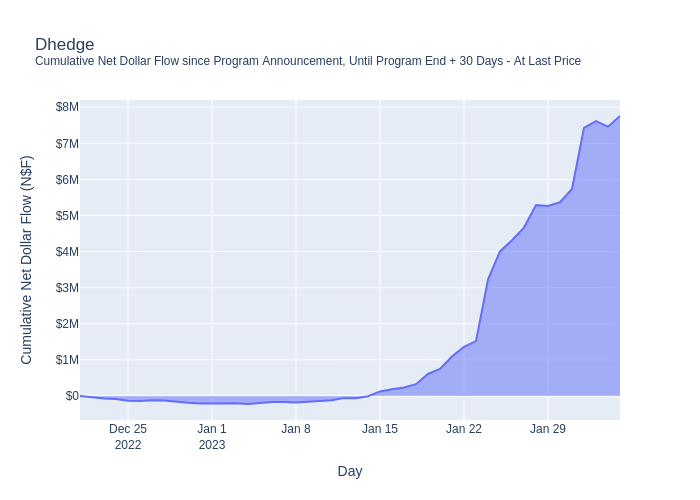 Dhedge
Cumulative Net Dollar Flow since Program Announcement, Until Program End + 30 Days - At Last Price
Cumulative Net Dollar Flow (N$F)
$8M
$7M
$6M
$5M
$4M
$3M
$2M
$1M
$0
Dec 25 Jan 1 Jan 8 Jan 15 Jan 22 Jan 29
2022 2023
Day